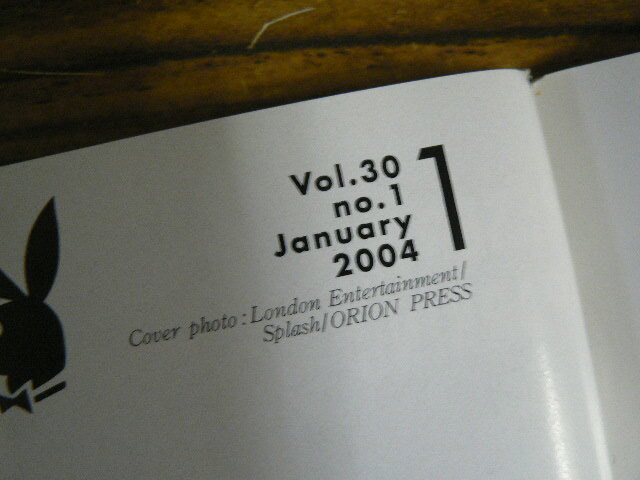 Vol.30
no.1
January
2004
1
Cover photo:London Entertainment/
Splash/ORION PRESS